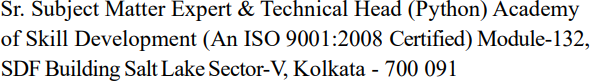 Sr. Subject Matter Expert & Technical Head (Python) Academy
of Skill Development (An ISO 9001:2008 Certified) Module-132,
SDF Building Salt Lake Sector-V, Kolkata - 700 091